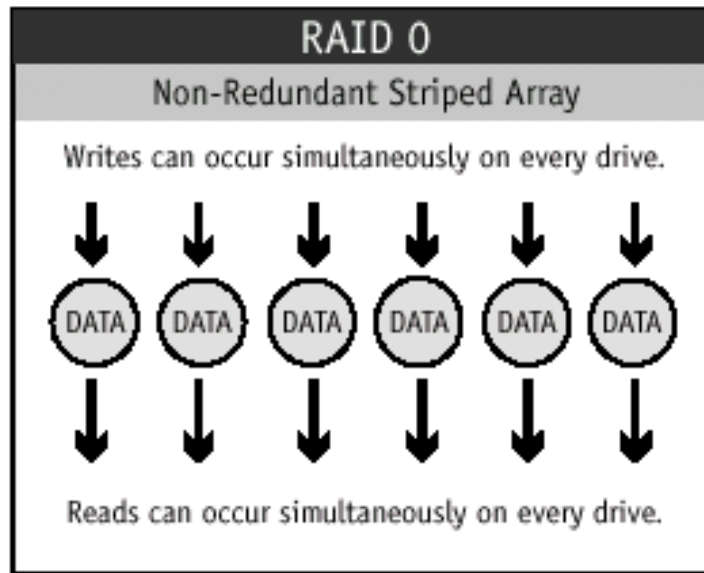 RAID 0
Non-Redundant Striped Array
Writes can occur simultaneously on every drive.
DATA DATA DATA DATA DATA DATA
Reads can occur simultaneously on every drive.